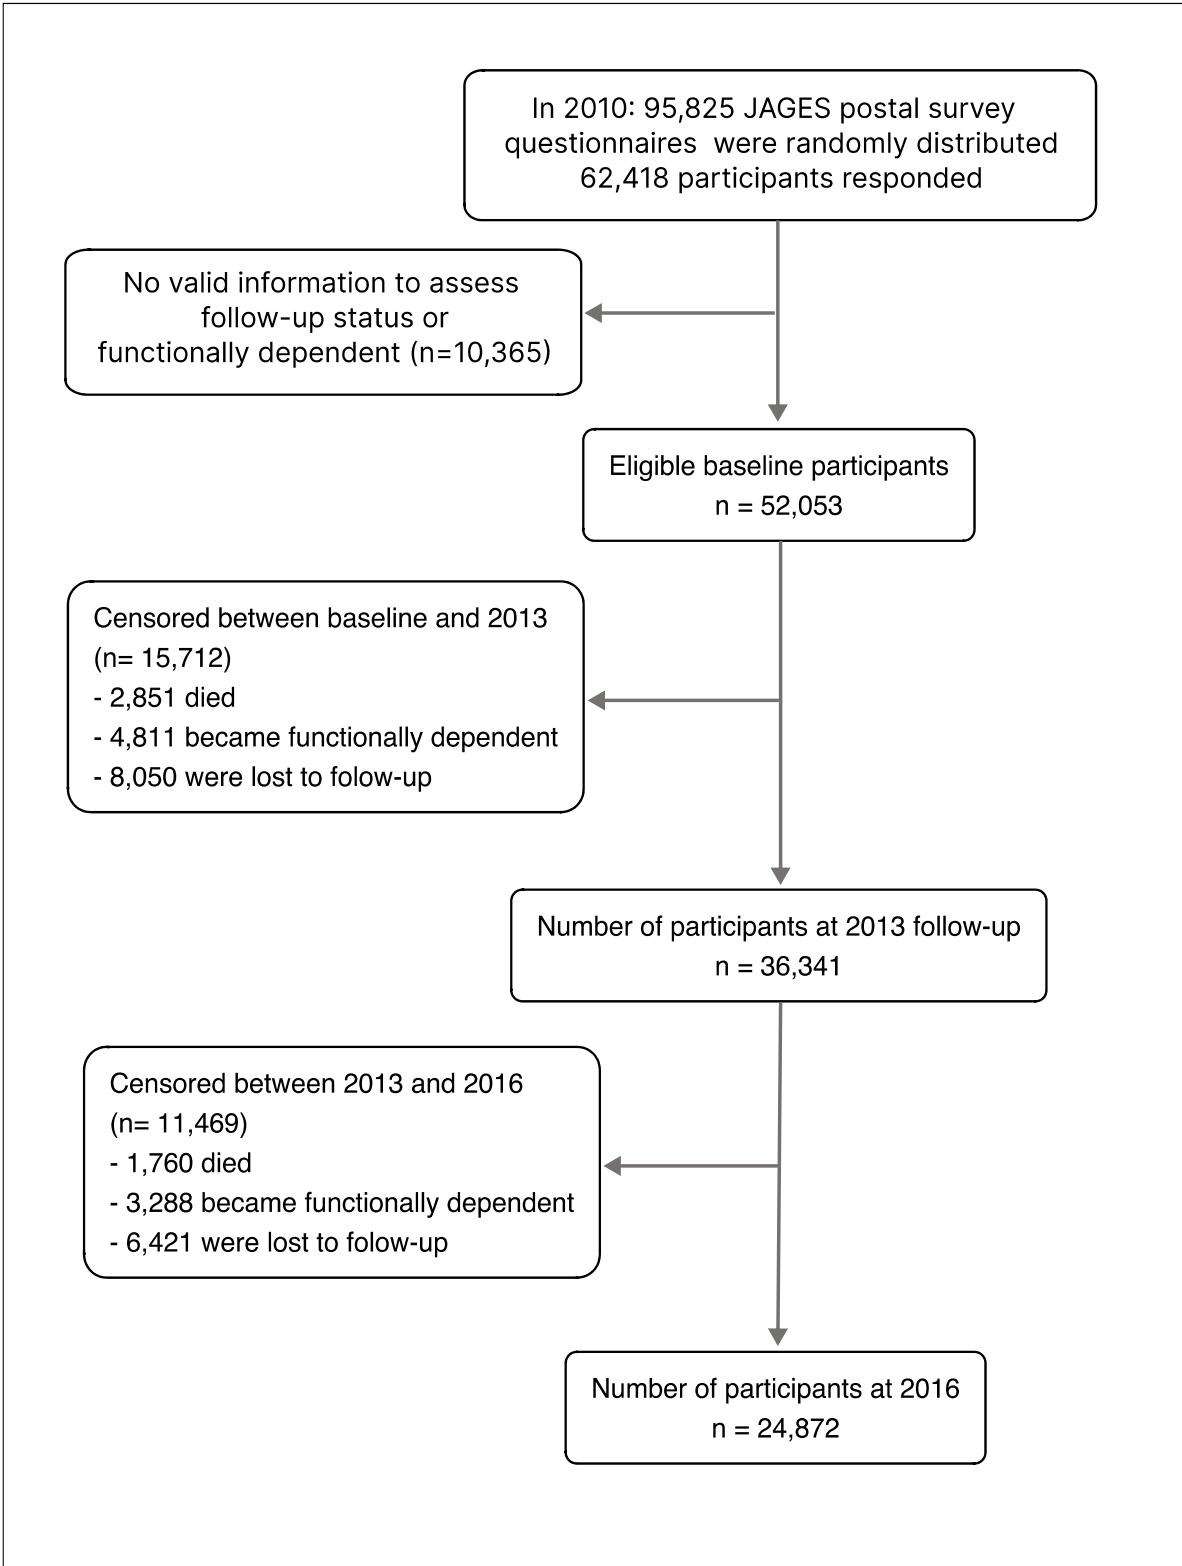 In 2010: 95,825 JAGES postal survey
questionnaires  were randomly distributed
62,418 participants responded
No valid information to assess
follow-up status or
functionally dependent (n=10,365)
Eligible baseline participants
n = 52,053
Censored between baseline and 2013
(n= 15,712)
- 2,851 died
- 4,811 became functionally dependent
- 8,050 were lost to folow-up
Number of participants at 2013 follow-up
n = 36,341
Censored between 2013 and 2016
(n= 11,469)
- 1,760 died
- 3,288 became functionally dependent
- 6,421 were lost to folow-up
Number of participants at 2016
n = 24,872